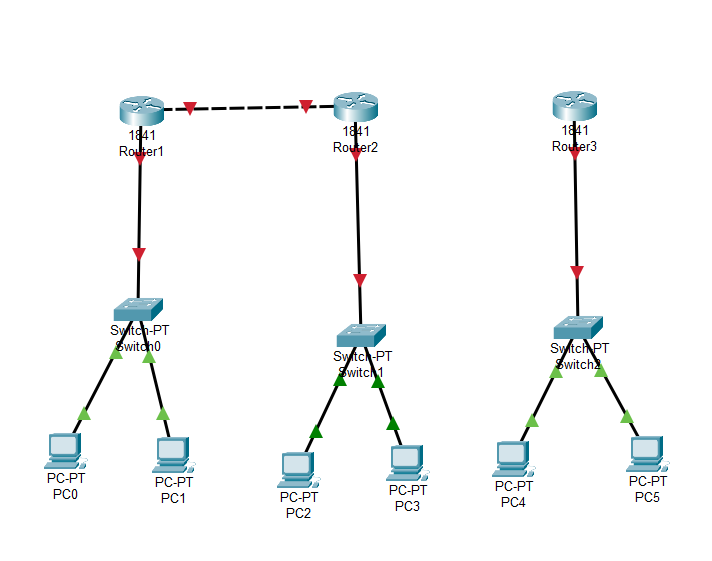 1841
Router1
1841
Router2
1841
Router3
Switch-PT
Switch0
Switch-PT
Switch1
Switch-PT
Switch2
PC-PT
PC0
PC-PT
PC1
PC-PT
PC2
PC-PT
PC3
PC-PT
PC4
PC-PT
PC5